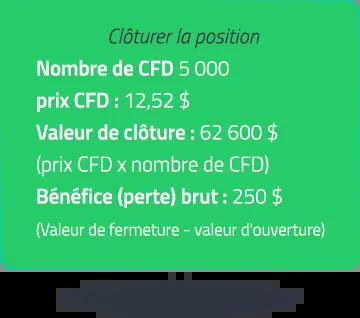 Clôturer la position
Nombre de CFD 5 000
prix CFD : 12,52 $
Valeur de clôture : 62 600 $
(prix CFD x nombre de CFD)
Bénéfice (perte) brut : 250 $
(Valeur de fermeture - valeur d'ouverture)